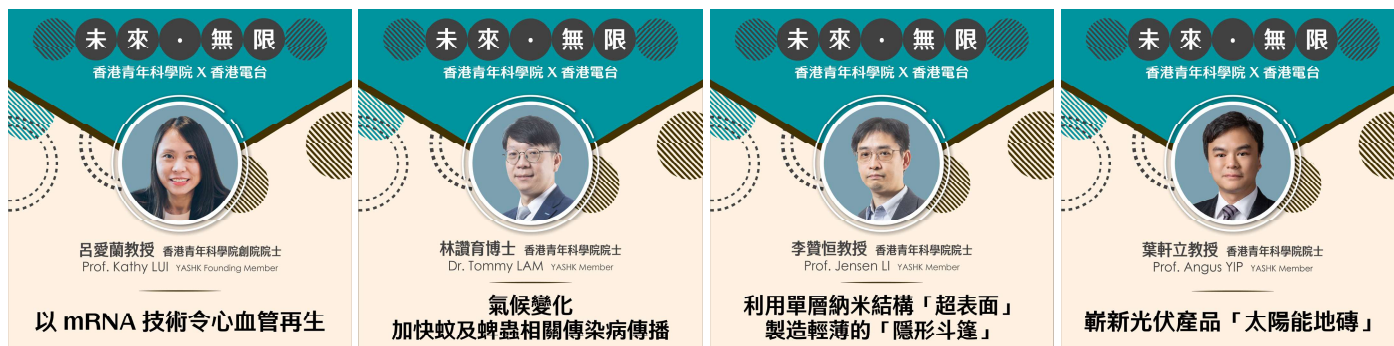 未來・無限
香港青年科學院 X 香港電台
呂愛蘭教授 香港青年科學院創院院士
Prof. Kathy LUI YASHK Founding Member
以 mRNA 技術令心血管再生
未來・無限
香港青年科學院 X 香港電台
林讚育博士 香港青年科學院院士
Dr. Tommy LAM YASHK Member
氣候變化
加快蚊及蜱蟲相關傳染病傳播
未來・無限
香港青年科學院 X 香港電台
李贊恒教授 香港青年科學院院士
Prof. Jensen LI YASHK Member
利用單層納米結構「超表面」
製造輕薄的「隱形斗篷」
未來・無限
香港青年科學院 X 香港電台
葉軒立教授 香港青年科學院院士
Prof. Angus YIP YASHK Member
嶄新光伏產品「太陽能地磚」